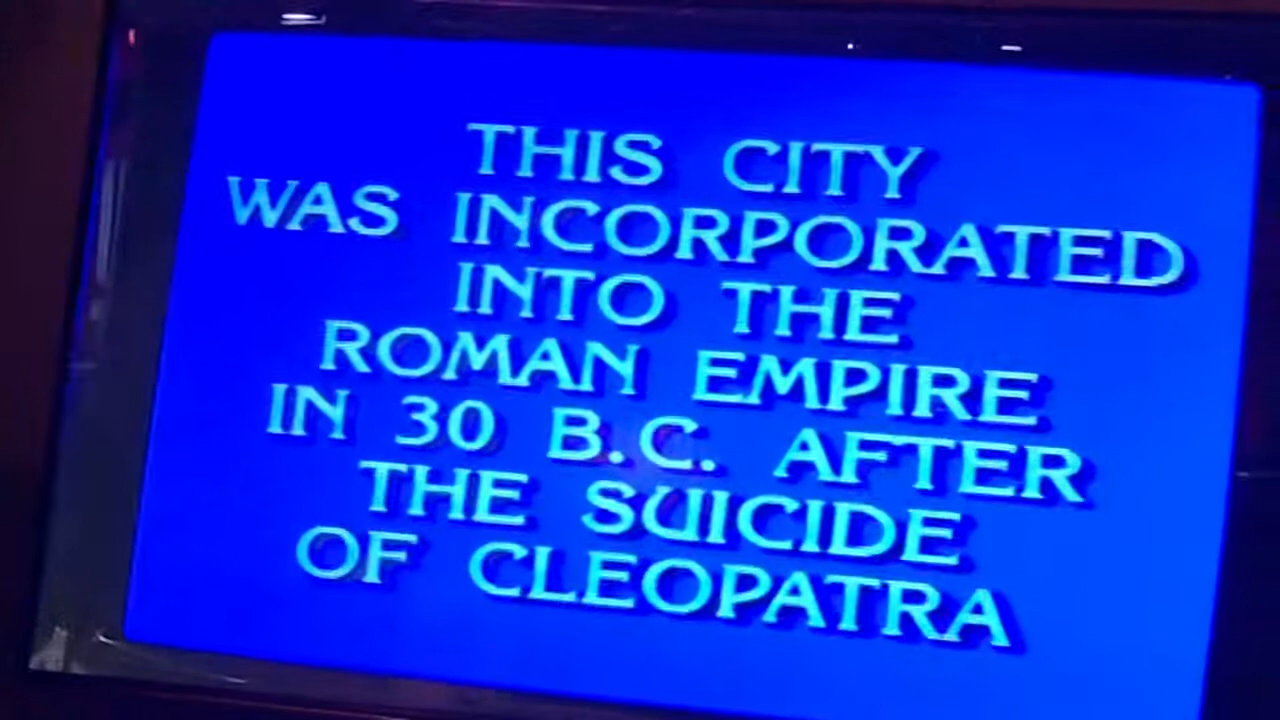 THIS CITY
WAS INCORPORATED
INTO THE
ROMAN EMPIRE
IN 30 B.C. AFTER
THE SUICIDE
OF CLEOPATRA